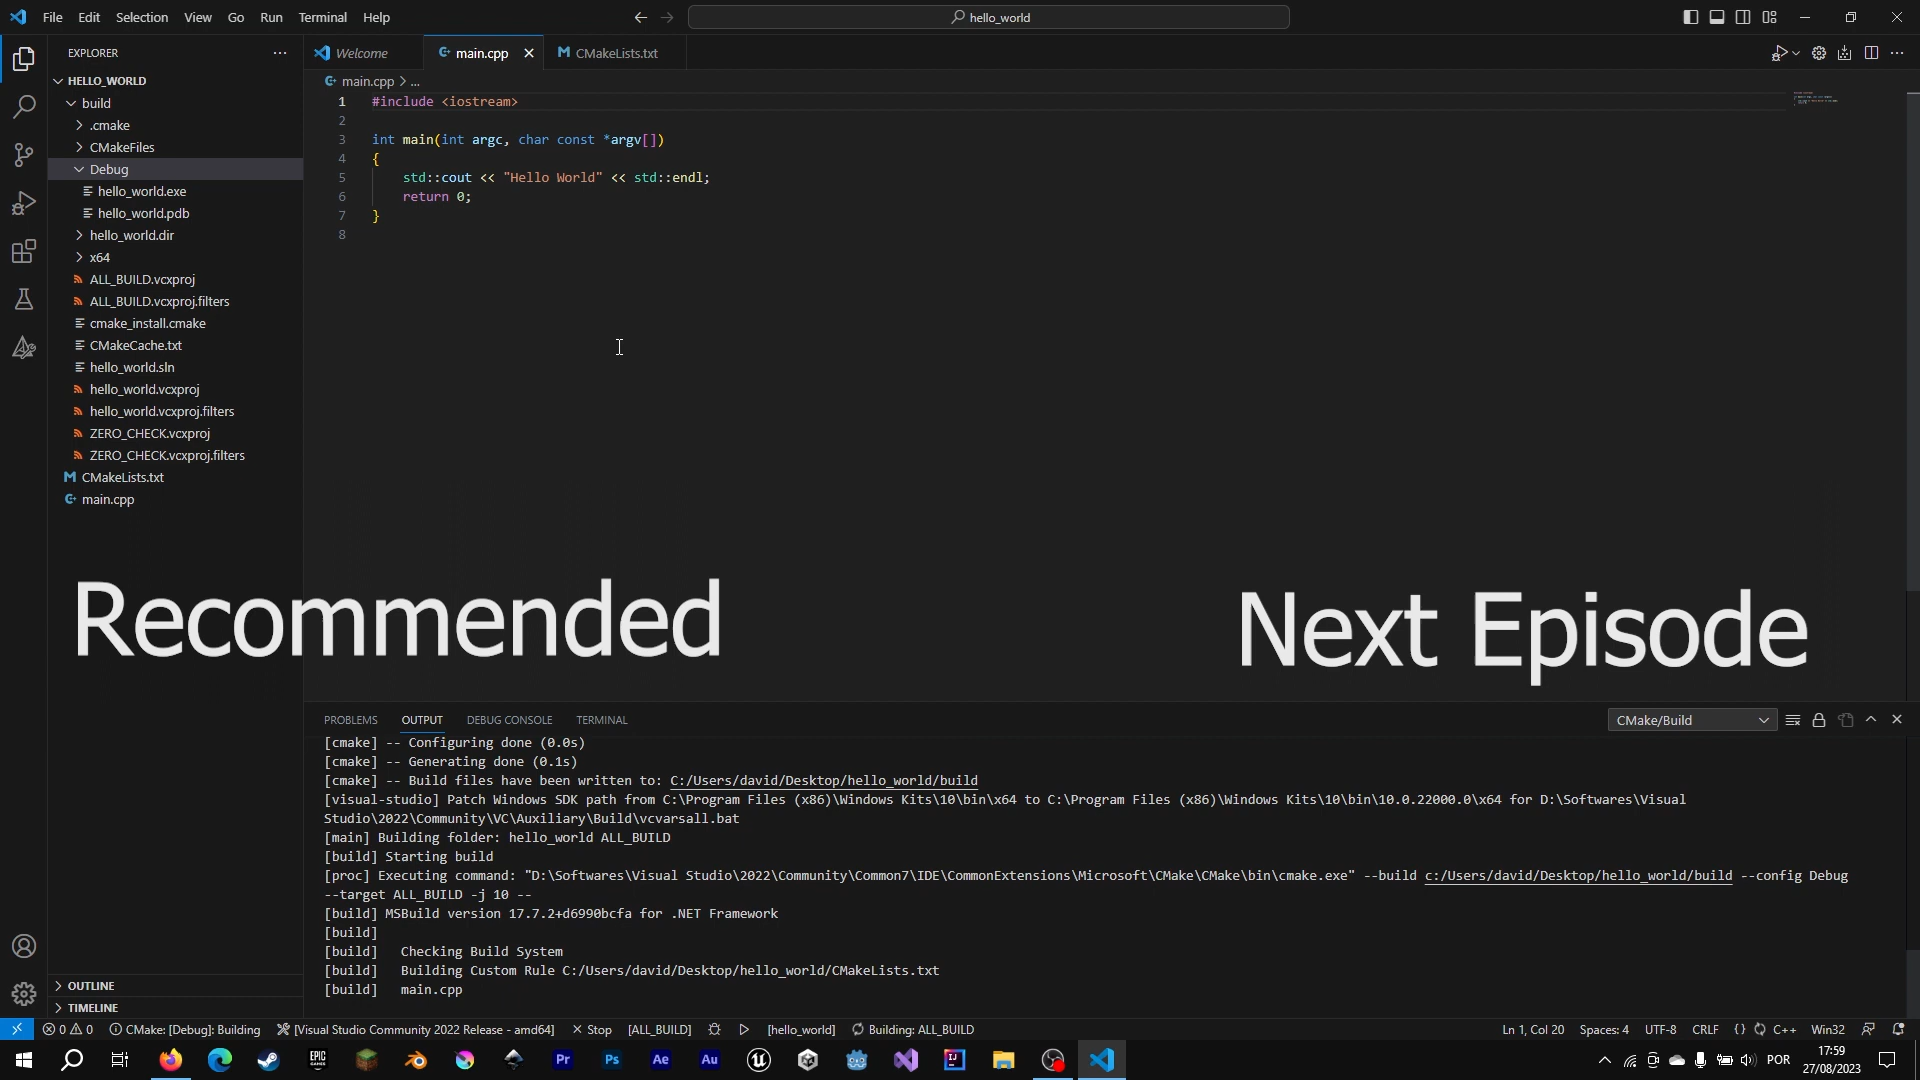 File Edit Selection View Go Run Terminal Help
hello_world
EXPLORER
HELLO_WORLD
build
.cmake
CMakeFiles
Debug
hello_world.exe
hello_world.pdb
hello_world.dir
x64
ALL_BUILD.vcxproj
ALL_BUILD.vcxproj.filters
cmake_install.cmake
CMakeCache.txt
hello_world.sln
hello_world.vcxproj
hello_world.vcxproj.filters
ZERO_CHECK.vcxproj
ZERO_CHECK.vcxproj.filters
CMakeLists.txt
main.cpp
OUTLINE
TIMELINE
Welcome main.cpp CMakeLists.txt
main.cpp > ...
1 #include <iostream>
2
3 int main(int argc, char const *argv[])
4 {
5 std::cout << "Hello World" << std::endl;
6 return 0;
7 }
8
Recommended
Next Episode
PROBLEMS OUTPUT DEBUG CONSOLE TERMINAL
CMake/Build
[cmake] -- Configuring done (0.0s)
[cmake] -- Generating done (0.1s)
[cmake] -- Build files have been written to: C:/Users/david/Desktop/hello_world/build
[visual-studio] Patch Windows SDK path from C:\Program Files (x86)\Windows Kits\10\bin\x64 to C:\Program Files (x86)\Windows Kits\10\bin\10.0.22000.0\x64 for D:\Softwares\Visual
Studio\2022\Community\VC\Auxiliary\Build\vcvarsall.bat
[main] Building folder: hello_world ALL_BUILD
[build] Starting build
[proc] Executing command: "D:\Softwares\Visual Studio\2022\Community\Common7\IDE\CommonExtensions\Microsoft\CMake\CMake\bin\cmake.exe" --build c:/Users/david/Desktop/hello_world/build --config Debug
--target ALL_BUILD -j 10 --
[build] MSBuild version 17.7.2+d6990bcfa for .NET Framework
[build]
[build] Checking Build System
[build] Building Custom Rule C:/Users/david/Desktop/hello_world/CMakeLists.txt
[build] main.cpp
0 0 CMake: [Debug]: Building [Visual Studio Community 2022 Release - amd64] Stop [ALL_BUILD] [hello_world] Building: ALL_BUILD
Ln 1, Col 20 Spaces: 4 UTF-8 CRLF {} C++ Win32
EPIC GAMES Pr Ps Ae Au IJ
POR
17:59
27/08/2023